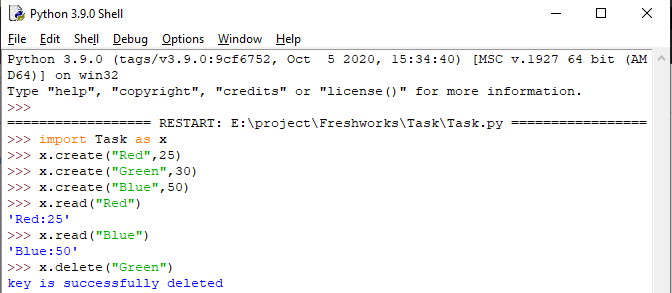 Python 3.9.0 Shell
File Edit Shell Debug Options Window Help
Python 3.9.0 (tags/v3.9.0:9cf6752, Oct  5 2020, 15:34:40) [MSC v.1927 64 bit (AM
D64)] on win32
Type "help", "copyright", "credits" or "license()" for more information.
>>>
=================== RESTART: E:\project\Freshworks\Task\Task.py ==================
>>> import Task as x
>>> x.create("Red",25)
>>> x.create("Green",30)
>>> x.create("Blue",50)
>>> x.read("Red")
'Red:25'
>>> x.read("Blue")
'Blue:50'
>>> x.delete("Green")
key is successfully deleted